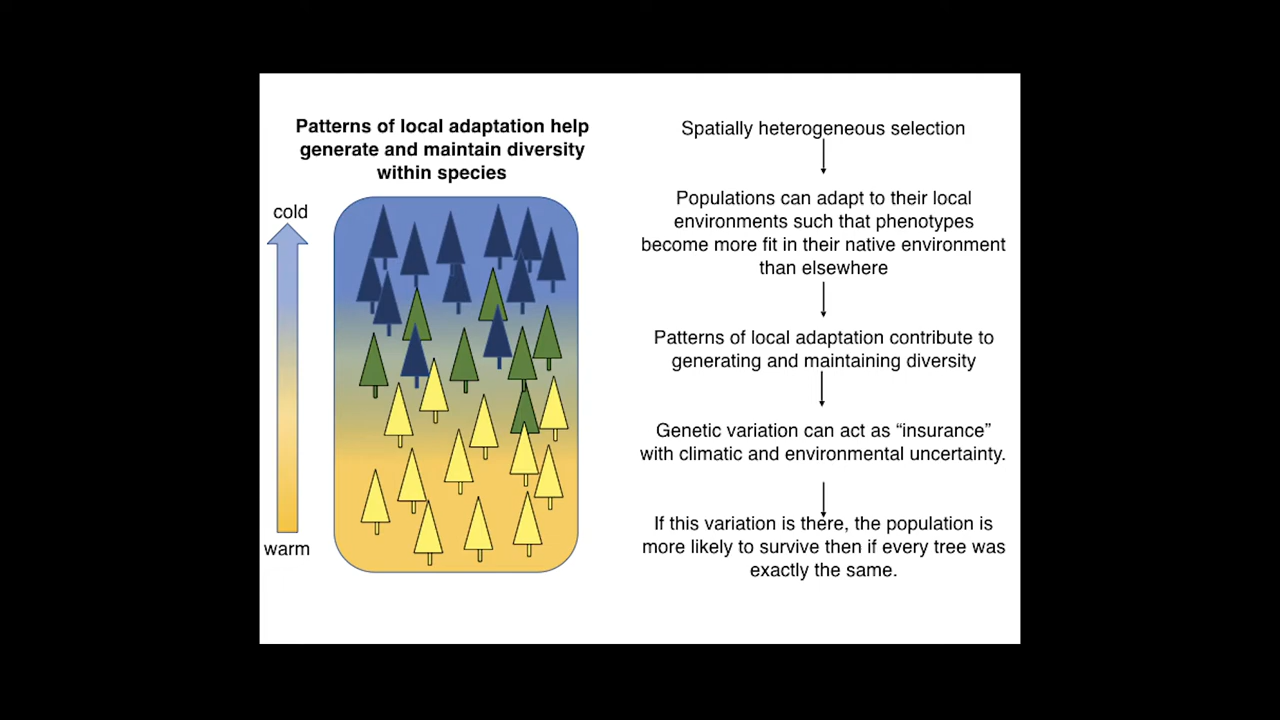 Patterns of local adaptation help
generate and maintain diversity
within species
cold
warm
Spatially heterogeneous selection
Populations can adapt to their local
environments such that phenotypes
become more fit in their native environment
than elsewhere
Patterns of local adaptation contribute to
generating and maintaining diversity
Genetic variation can act as “insurance”
with climatic and environmental uncertainty.
If this variation is there, the population is
more likely to survive then if every tree was
exactly the same.